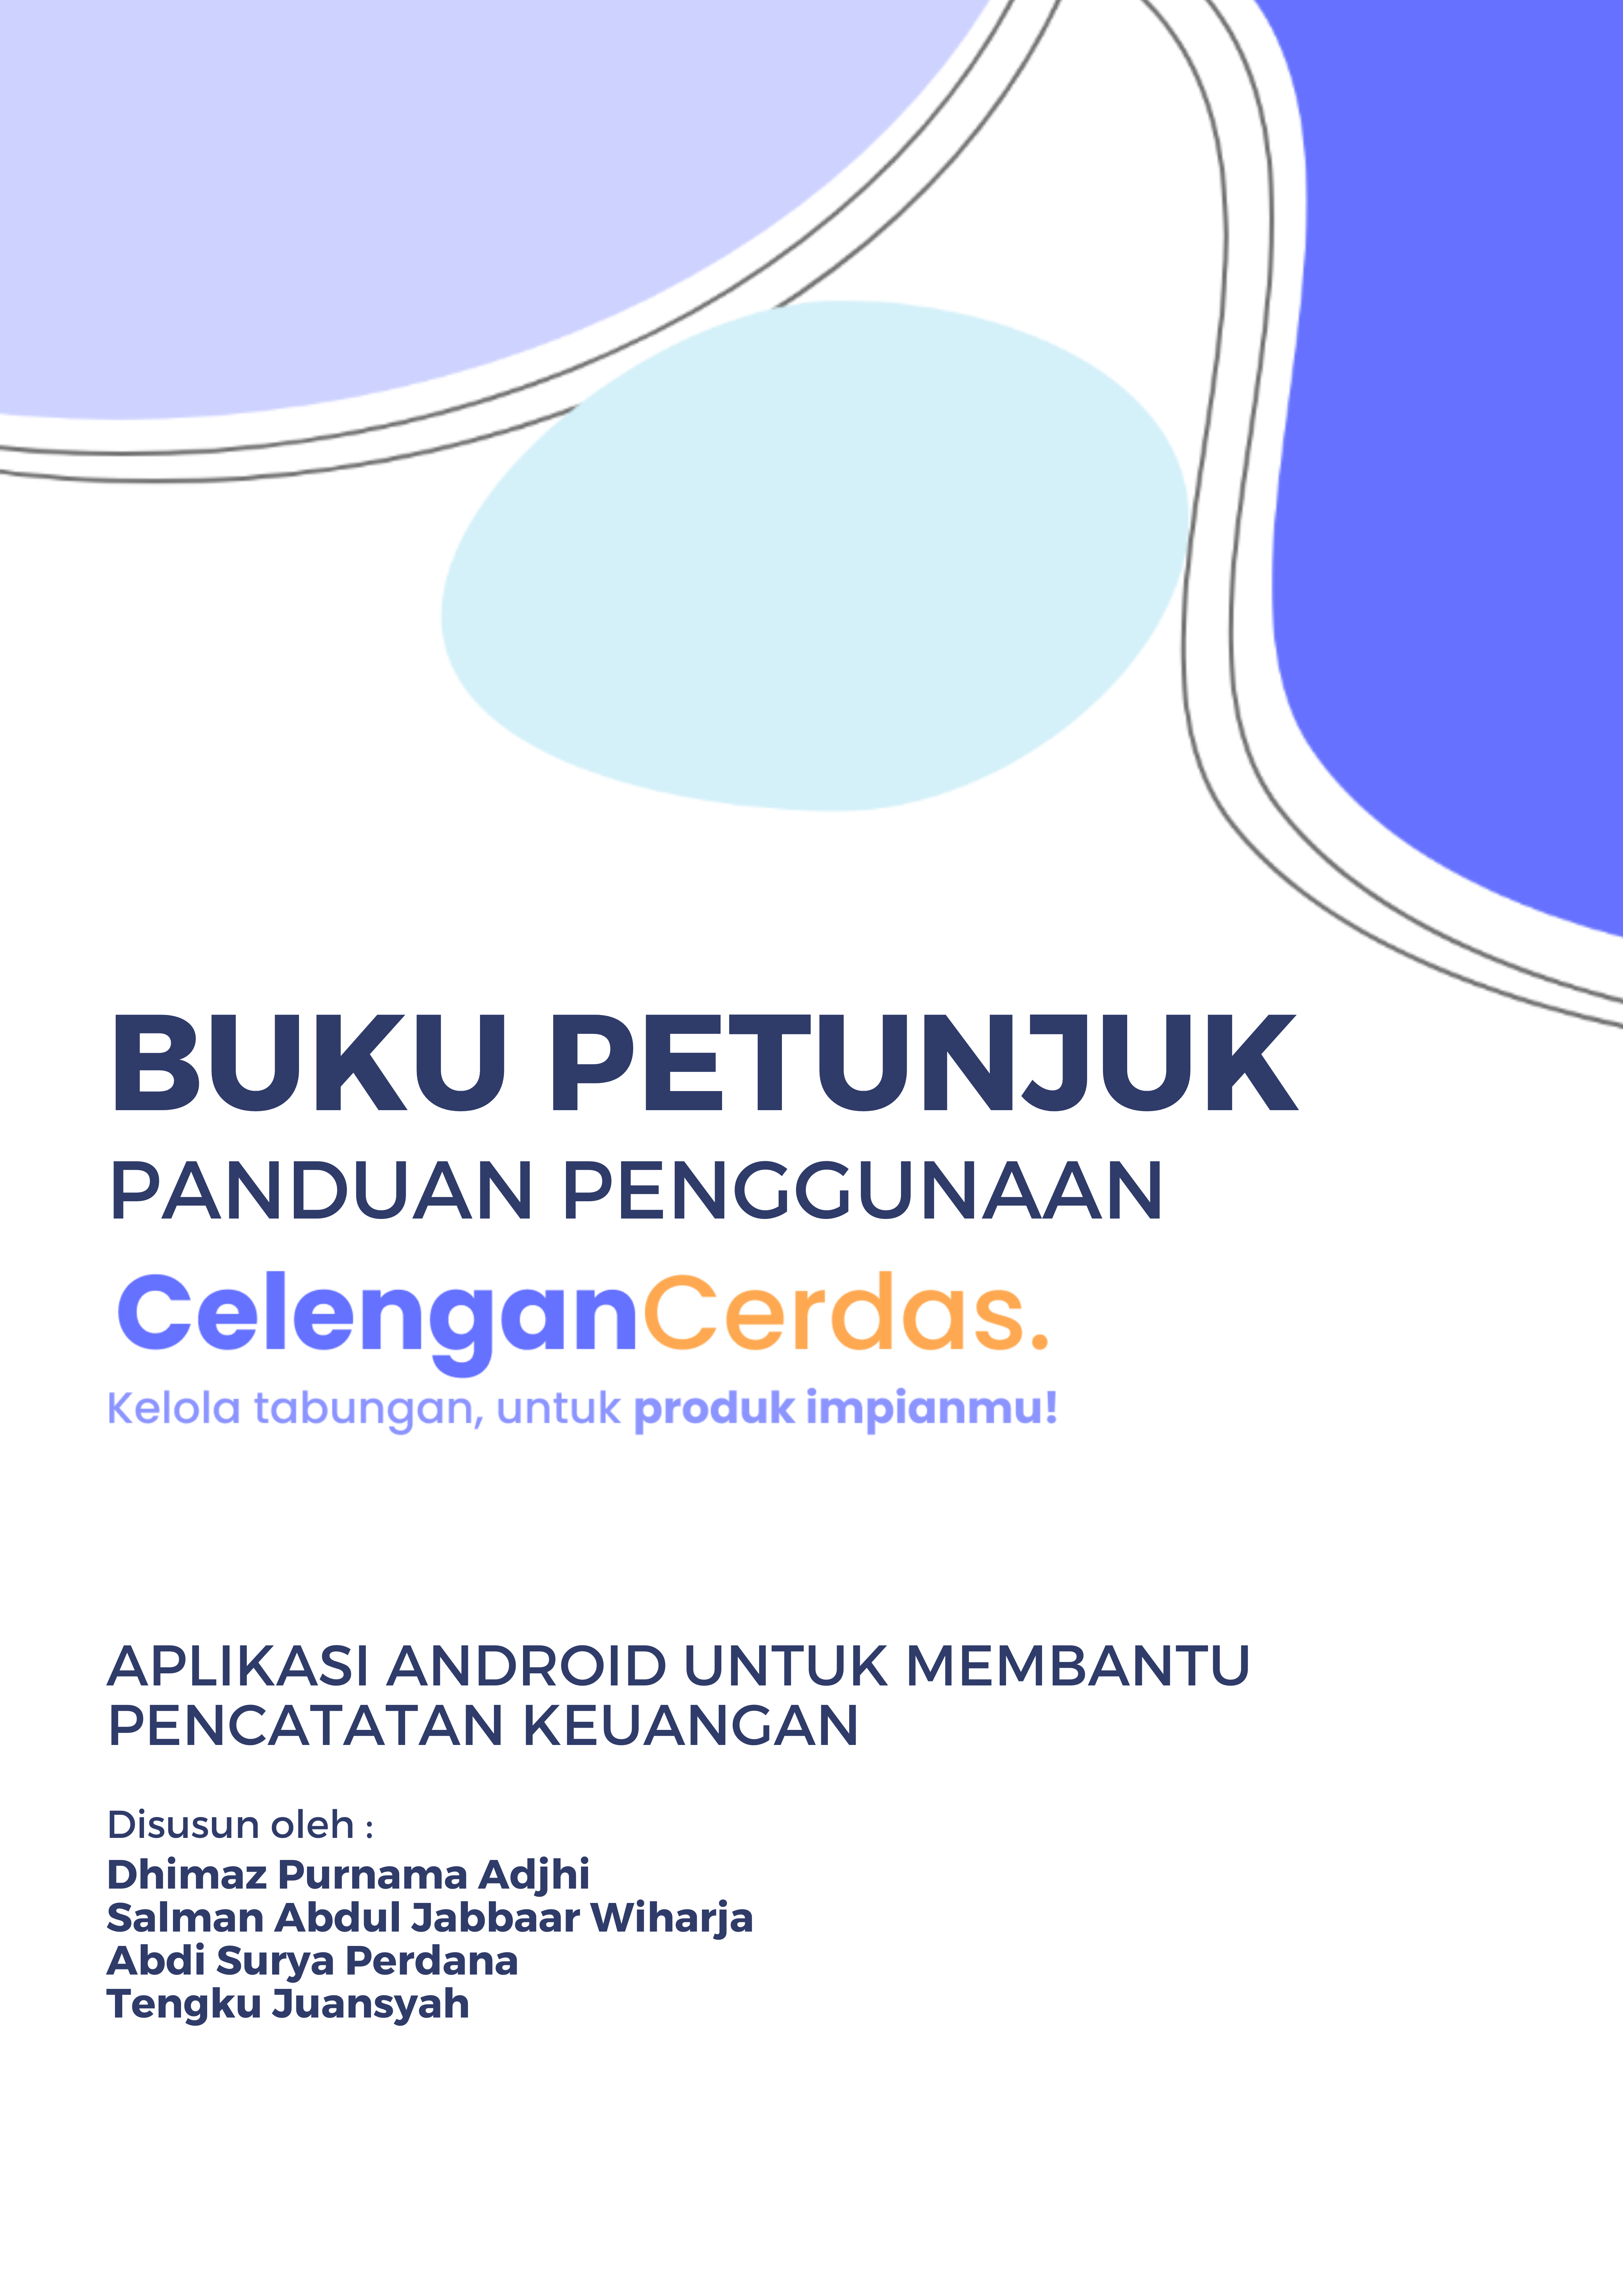 BUKU PETUNJUK
PANDUAN PENGGUNAAN
CelenganCerdas.
Kelola tabungan, untuk produk impianmu!
APLIKASI ANDROID UNTUK MEMBANTU
PENCATATAN KEUANGAN
Disusun oleh :
Dhimaz Purnama Adjhi
Salman Abdul Jabbaar Wiharja
Abdi Surya Perdana
Tengku Juansyah